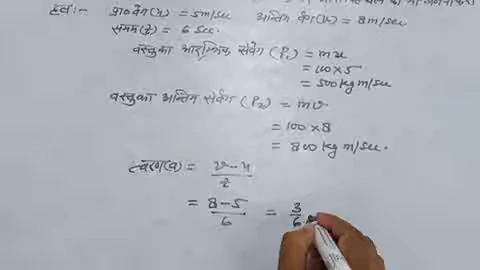 हल:- प्रा० वेग (u) = 5m/sec अन्तिम वेग (v) = 8m/sec
समय (t) = 6 sec.
वस्तु का आरम्भिक संवेग (P₁) = mu
= 100 × 5
= 500 kg m/sec
वस्तु का अन्तिम संवेग (P₂) = mv
= 100 × 8
= 800 kg m/sec.
त्वरण (a) = v-u/t
= 8-5/6 = 3/6